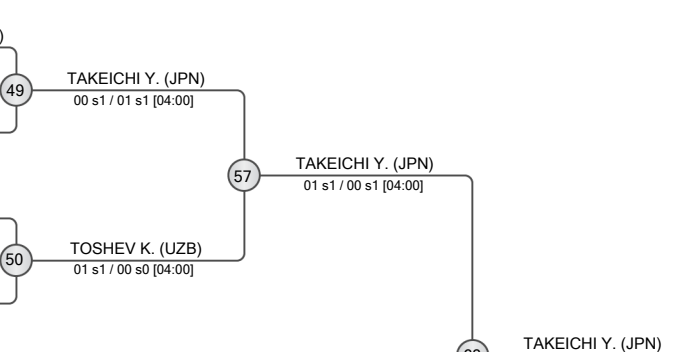 )
49
TAKEICHI Y. (JPN)
00 s1 / 01 s1 [04:00]
57
TAKEICHI Y. (JPN)
01 s1 / 00 s1 [04:00]
50
TOSHEV K. (UZB)
01 s1 / 00 s0 [04:00]
TAKEICHI Y. (JPN)